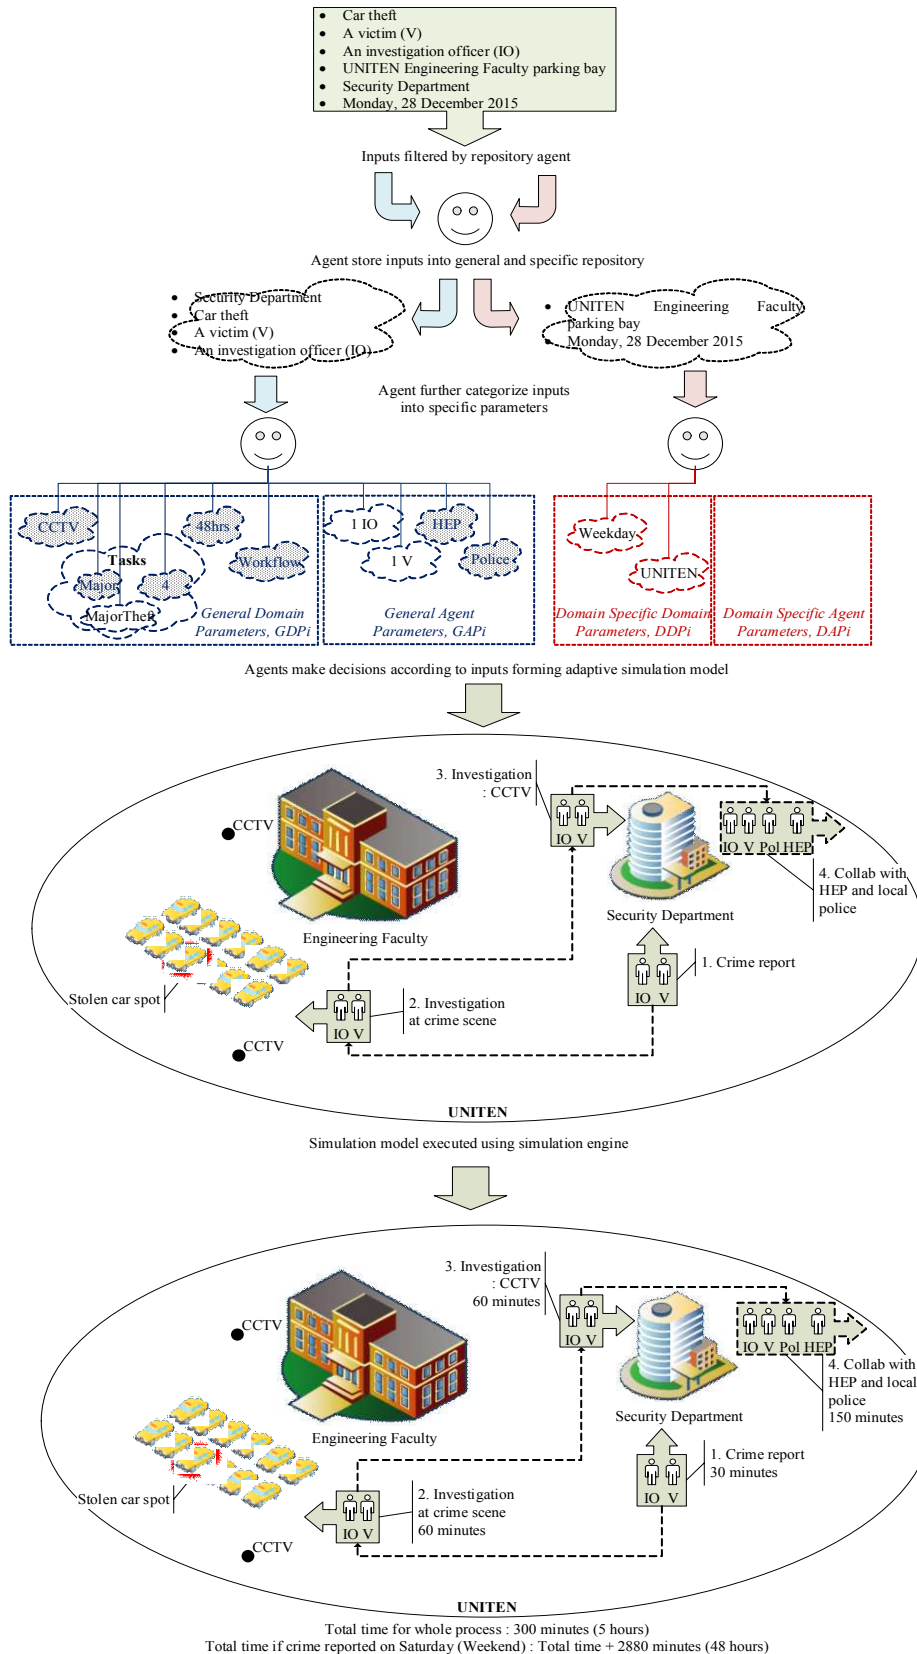 Car theft
A victim (V)
An investigation officer (IO)
UNITEN Engineering Faculty parking bay
Security Department
Monday, 28 December 2015
Inputs filtered by repository agent
Agent store inputs into general and specific repository
Security Department
Car theft
A victim (V)
An investigation officer (IO)
UNITEN Engineering Faculty
parking bay
Monday, 28 December 2015
Agent further categorize inputs
into specific parameters
CCTV
48hrs
Tasks
Major
4
Workflow
MajorTheft
General Domain
Parameters, GDPi
1 IO
HEP
1 V
Police
General Agent
Parameters, GAPi
Weekday
UNITEN
Domain Specific Domain
Parameters, DDPi
Domain Specific Agent
Parameters, DAPi
Agents make decisions according to inputs forming adaptive simulation model
3. Investigation
: CCTV
IO V
CCTV
IO V Pol HEP
4. Collab with
HEP and local
police
Security Department
Engineering Faculty
1. Crime report
IO V
Stolen car spot
2. Investigation
at crime scene
IO V
CCTV
UNITEN
Simulation model executed using simulation engine
3. Investigation
: CCTV
60 minutes
IO V
CCTV
IO V Pol HEP
4. Collab with
HEP and local
police
150 minutes
Security Department
Engineering Faculty
1. Crime report
30 minutes
IO V
Stolen car spot
2. Investigation
at crime scene
60 minutes
IO V
CCTV
UNITEN
Total time for whole process : 300 minutes (5 hours)
Total time if crime reported on Saturday (Weekend) : Total time + 2880 minutes (48 hours)